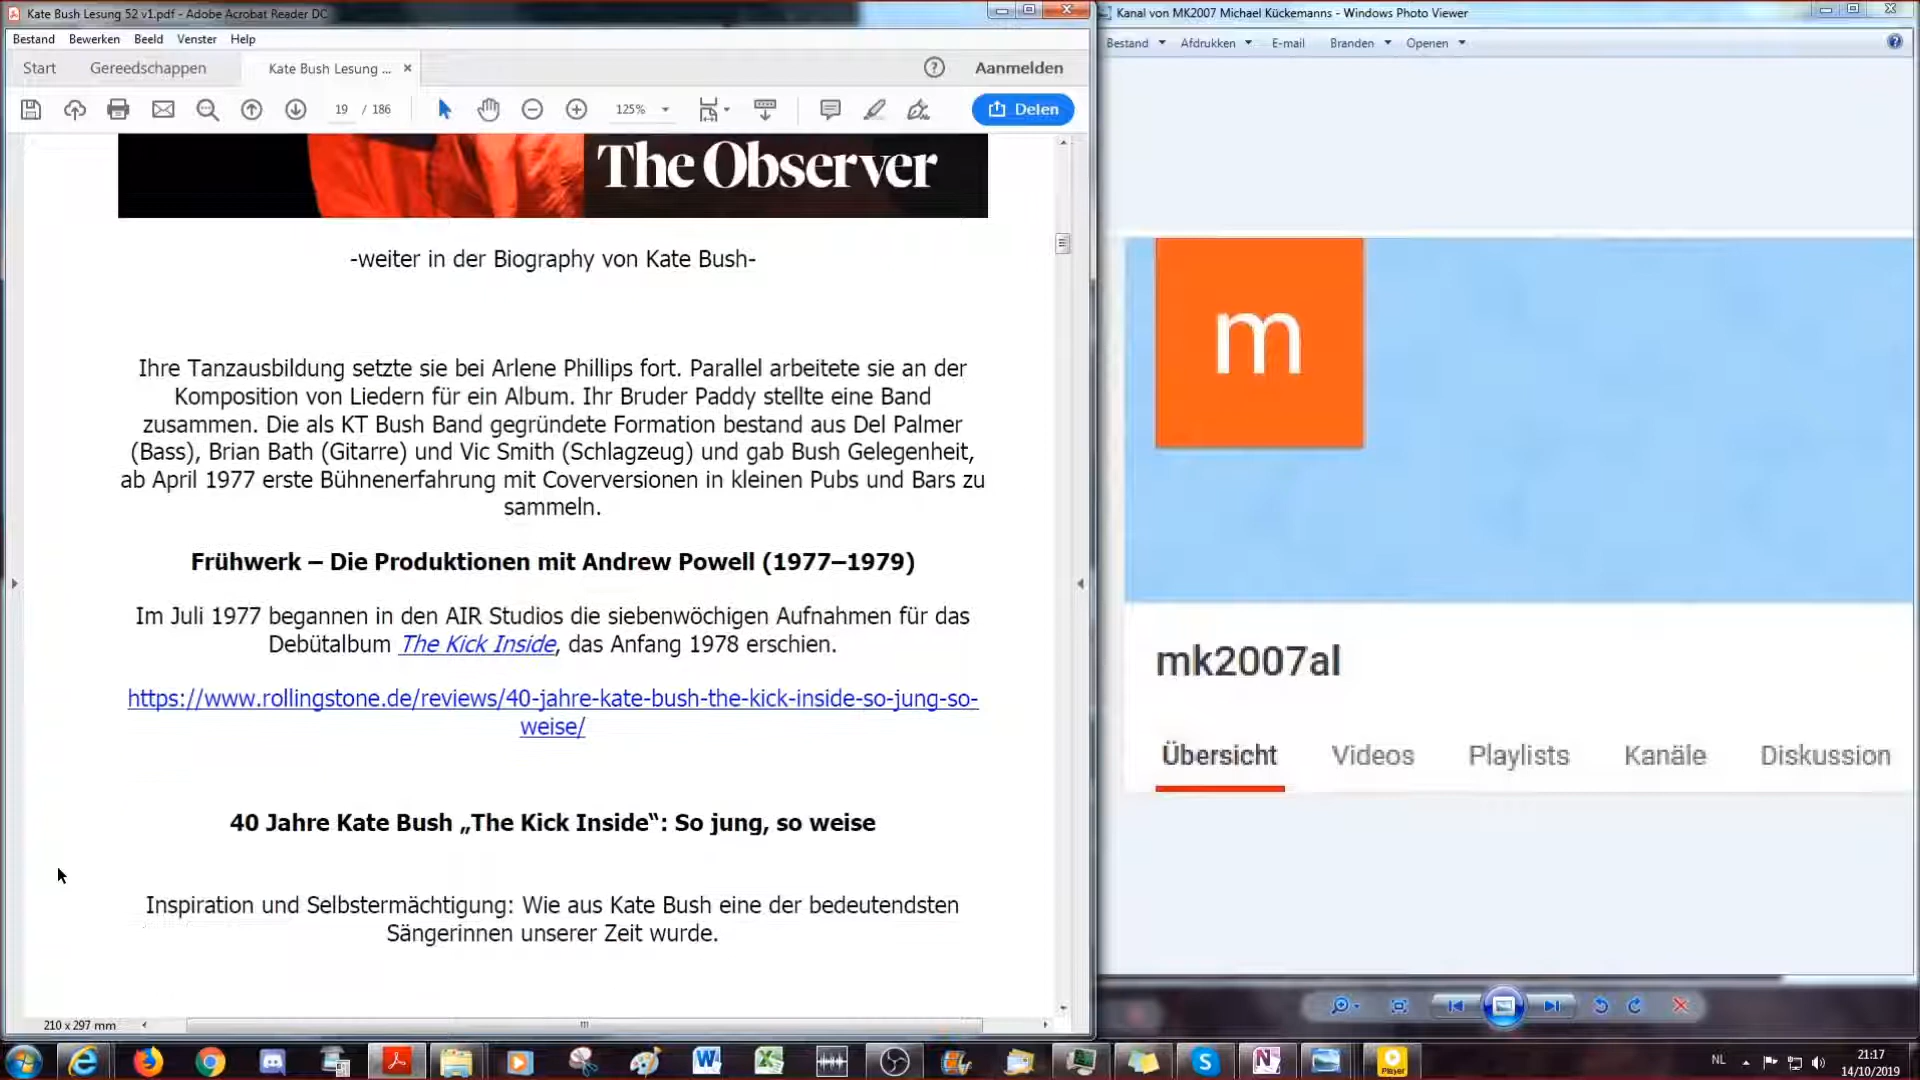 Kate Bush Lesung 52 v1.pdf - Adobe Acrobat Reader DC
Bestand Bewerken Beeld Venster Help
Start Gereedschappen Kate Bush Lesung ... Aanmelden
19 / 186 125% Delen
The Observer
-weiter in der Biography von Kate Bush-
Ihre Tanzausbildung setzte sie bei Arlene Phillips fort. Parallel arbeitete sie an der
Komposition von Liedern für ein Album. Ihr Bruder Paddy stellte eine Band
zusammen. Die als KT Bush Band gegründete Formation bestand aus Del Palmer
(Bass), Brian Bath (Gitarre) und Vic Smith (Schlagzeug) und gab Bush Gelegenheit,
ab April 1977 erste Bühnenerfahrung mit Coverversionen in kleinen Pubs und Bars zu
sammeln.
Frühwerk – Die Produktionen mit Andrew Powell (1977–1979)
Im Juli 1977 begannen in den AIR Studios die siebenwöchigen Aufnahmen für das
Debütalbum The Kick Inside, das Anfang 1978 erschien.
https://www.rollingstone.de/reviews/40-jahre-kate-bush-the-kick-inside-so-jung-so-
weise/
40 Jahre Kate Bush „The Kick Inside“: So jung, so weise
Inspiration und Selbstermächtigung: Wie aus Kate Bush eine der bedeutendsten
Sängerinnen unserer Zeit wurde.
210 x 297 mm
Kanal von MK2007 Michael Kückemanns - Windows Photo Viewer
Bestand Afdrukken E-mail Branden Openen
m
mk2007al
Übersicht Videos Playlists Kanäle Diskussion
Player
NL
21:17
14/10/2019